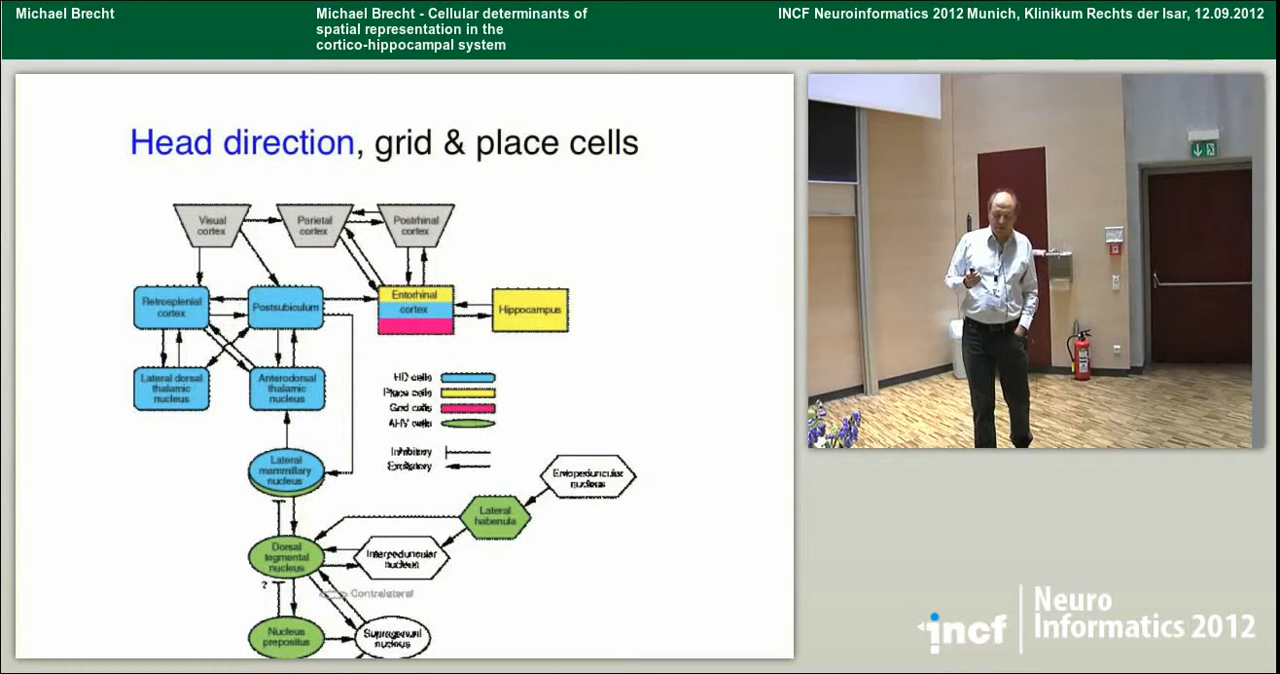 Michael Brecht
Michael Brecht - Cellular determinants of
spatial representation in the
cortico-hippocampal system
INCF Neuroinformatics 2012 Munich, Klinikum Rechts der Isar, 12.09.2012
Head direction, grid & place cells
Visual
cortex
Parietal
cortex
Postrhinal
cortex
Retrosplenial
cortex
Postsubiculum
Entorhinal
cortex
Hippocampus
Lateral dorsal
thalamic
nucleus
Anterodorsal
thalamic
nucleus
HD cells
Place cells
Grid cells
AHV cells
Inhibitory
Excitatory
Lateral
mammillary
nucleus
Entopeduncular
nucleus
Lateral
habenula
Dorsal
tegmental
nucleus
Interpeduncular
nucleus
?
Contralateral
Nucleus
prepositus
Supragenual
nucleus
incf
Neuro
Informatics 2012